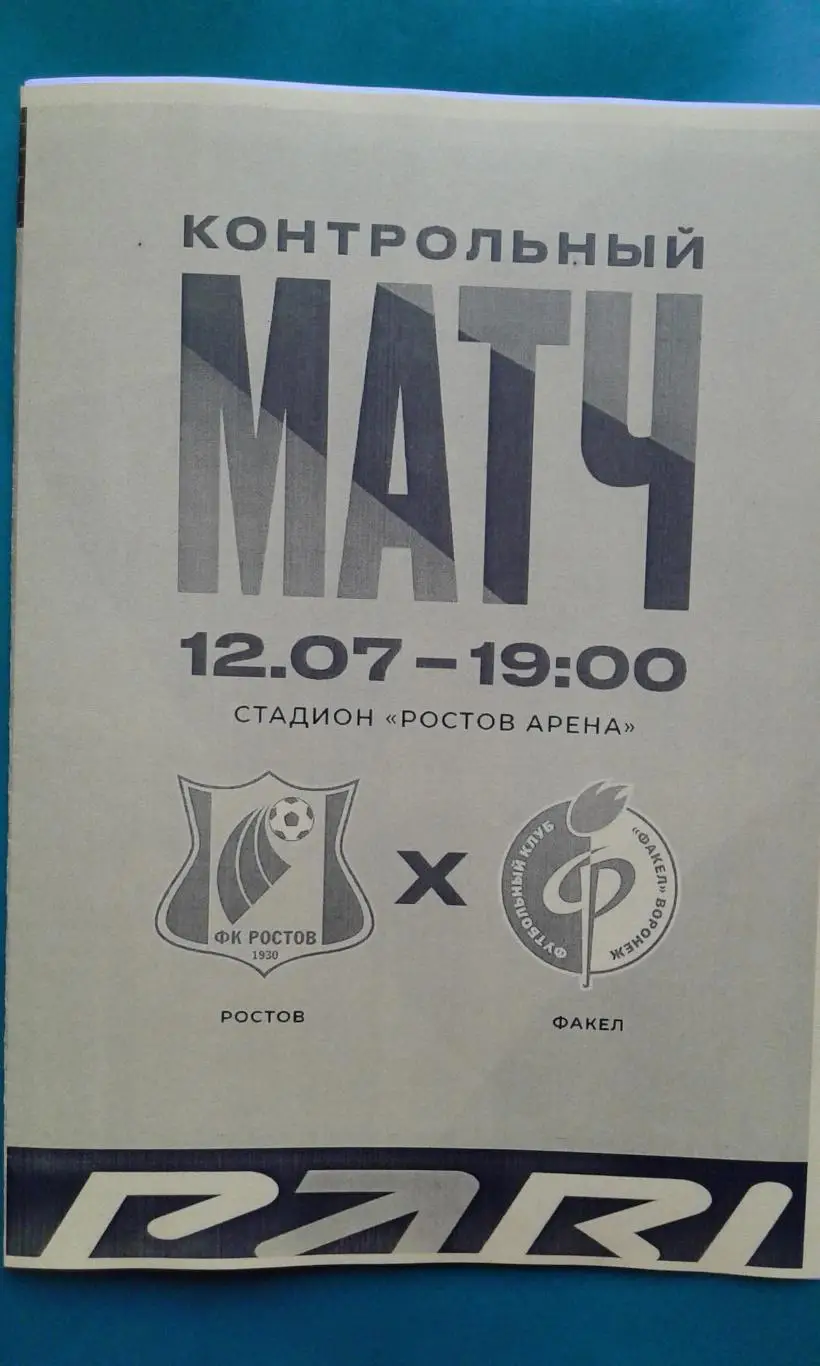 КОНТРОЛЬНЫЙ
МАТЧ
12.07 – 19:00
СТАДИОН «РОСТОВ АРЕНА»
ФК РОСТОВ
1930
X
ФУТБОЛЬНЫЙ КЛУБ
«ФАКЕЛ» ВОРОНЕЖ
Ф
РОСТОВ
ФАКЕЛ
PARI